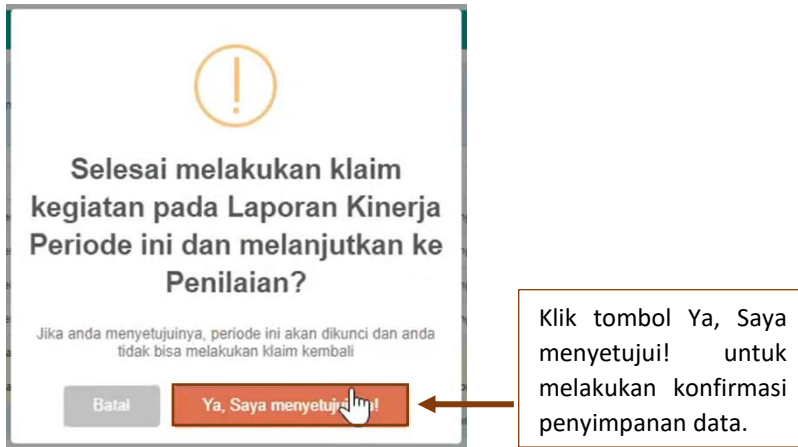 Selesai melakukan klaim
kegiatan pada Laporan Kinerja
Periode ini dan melanjutkan ke
Penilaian?
Jika anda menyetujuinya, periode ini akan dikunci dan anda
tidak bisa melakukan klaim kembali
Batal
Ya, Saya
Klik tombol Ya, Saya
menyetujui! untuk
melakukan konfirmasi
penyimpanan data.